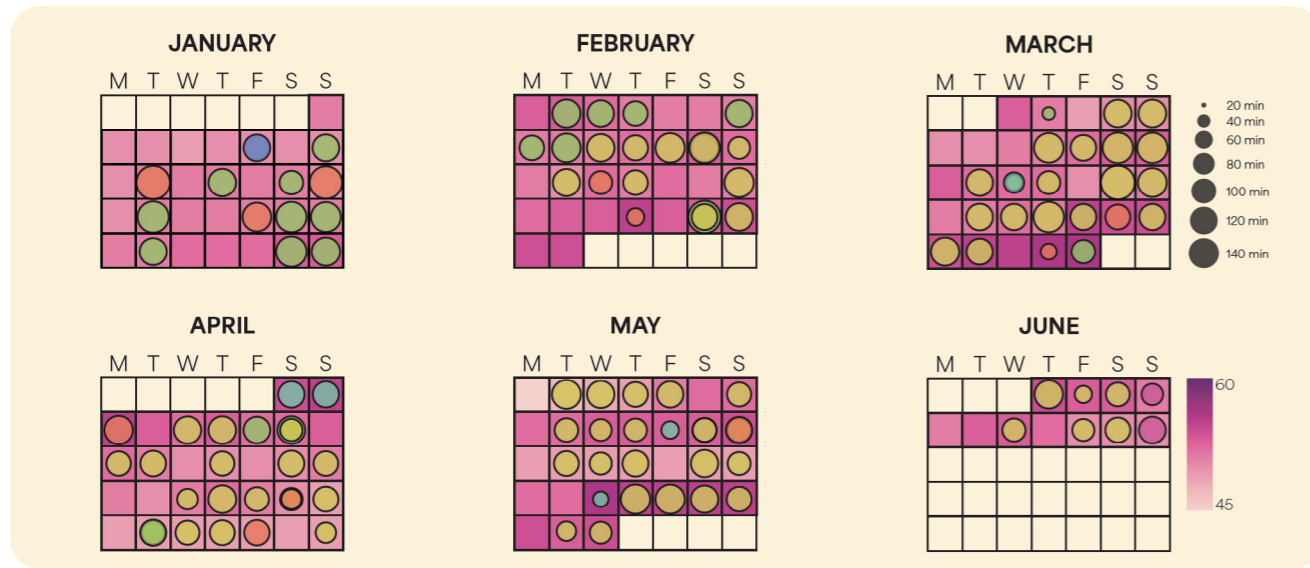 JANUARY
M T W T F S S
FEBRUARY
M T W T F S S
MARCH
M T W T F S S
20 min
40 min
60 min
80 min
100 min
120 min
140 min
APRIL
M T W T F S S
MAY
M T W T F S S
JUNE
M T W T F S S
60
45